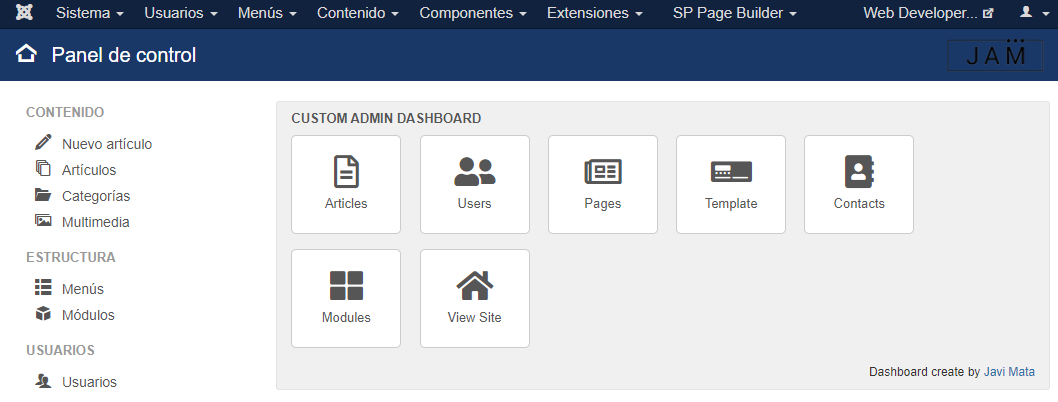 Sistema Usuarios Menús Contenido Componentes Extensiones SP Page Builder Web Developer...
Panel de control
JAM
CONTENIDO
Nuevo artículo
Artículos
Categorías
Multimedia
ESTRUCTURA
Menús
Módulos
USUARIOS
Usuarios
CUSTOM ADMIN DASHBOARD
Articles Users Pages Template Contacts
Modules View Site
Dashboard create by Javi Mata